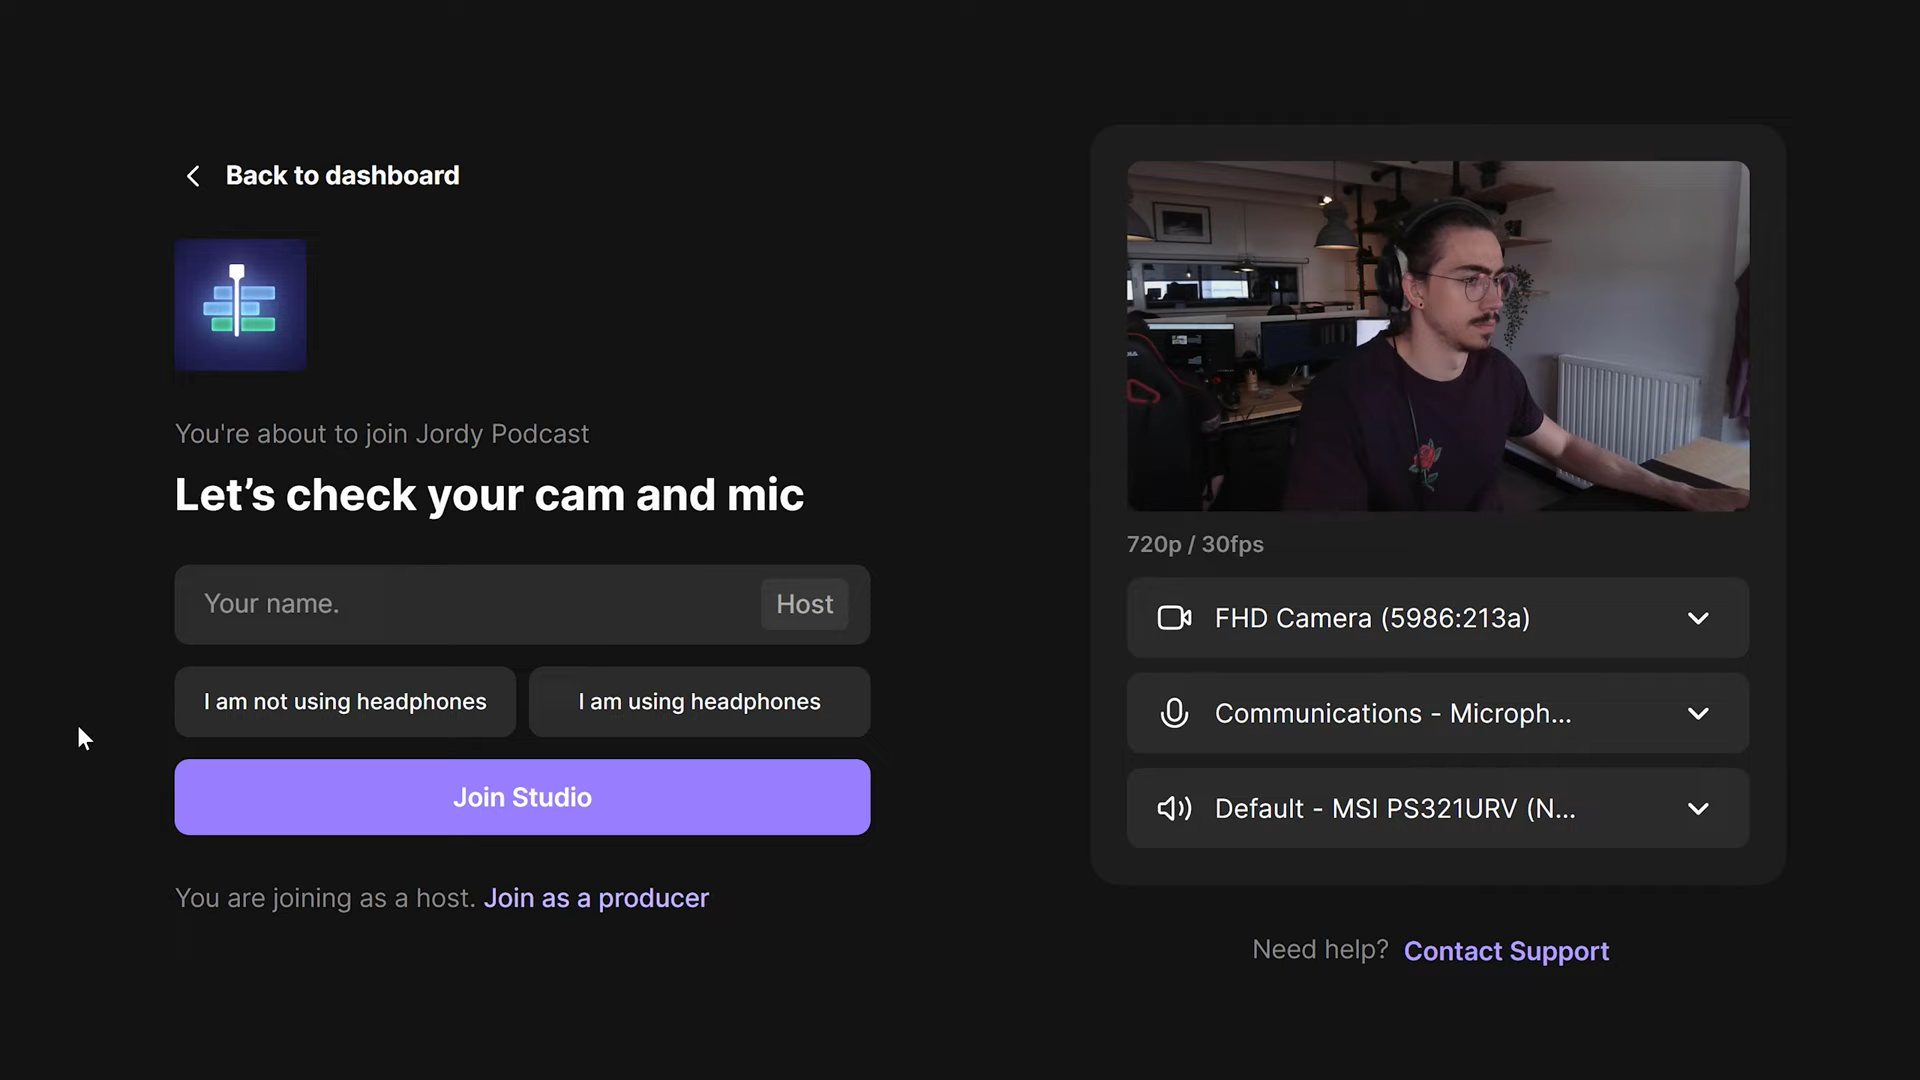 Back to dashboard
You're about to join Jordy Podcast
Let’s check your cam and mic
Your name.
Host
I am not using headphones
I am using headphones
Join Studio
You are joining as a host. Join as a producer
720p / 30fps
FHD Camera (5986:213a)
Communications - Microph...
Default - MSI PS321URV (N...
Need help? Contact Support